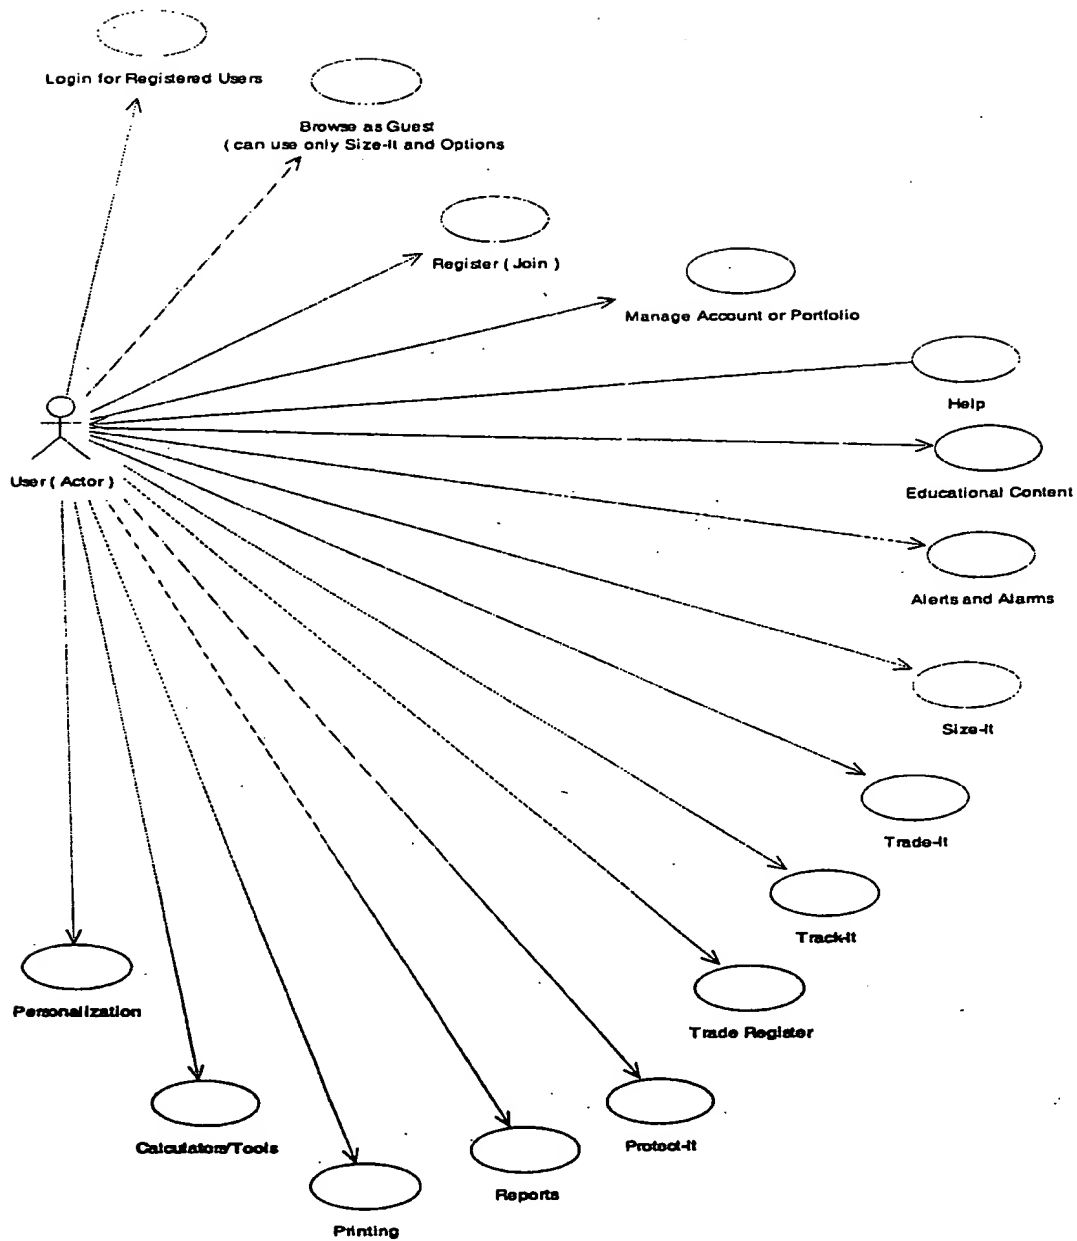 Login for Registered Users
Browse as Guest
( can use only Size-It and Options
Register ( Join )
Manage Account or Portfolio
Help
User ( Actor )
Educational Content
Alerts and Alarms
Size-It
Trade-It
Track-It
Personalization
Trade Register
Calculators/Tools
Protect-It
Reports
Printing